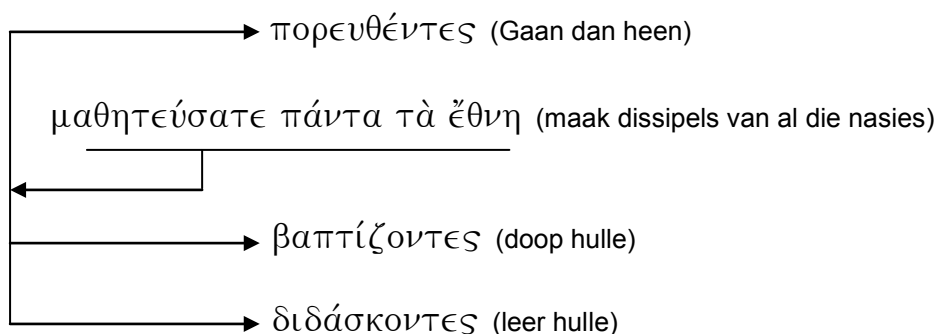 πορευθέντες (Gaan dan heen)
μαθητεύσατε πάντα τὰ ἔθνη (maak dissipels van al die nasies)
βαπτίζοντες (doop hulle)
διδάσκοντες (leer hulle)